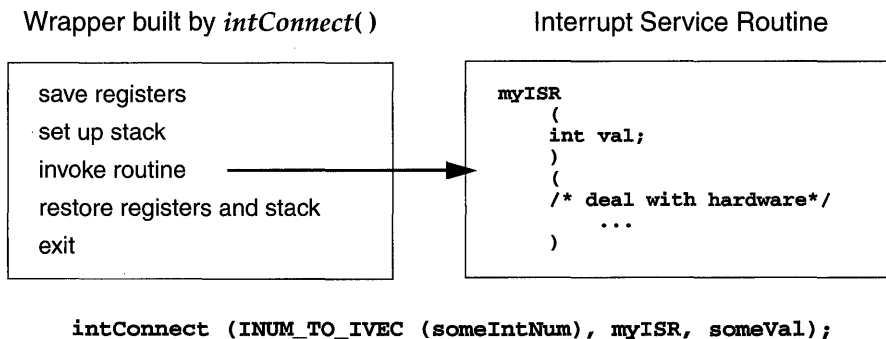 Wrapper built by intConnect()
save registers
set up stack
invoke routine
restore registers and stack
exit
Interrupt Service Routine
myISR
(
int val;
)
(
/* deal with hardware*/
...
)
intConnect (INUM_TO_IVEC (someIntNum), myISR, someVal);